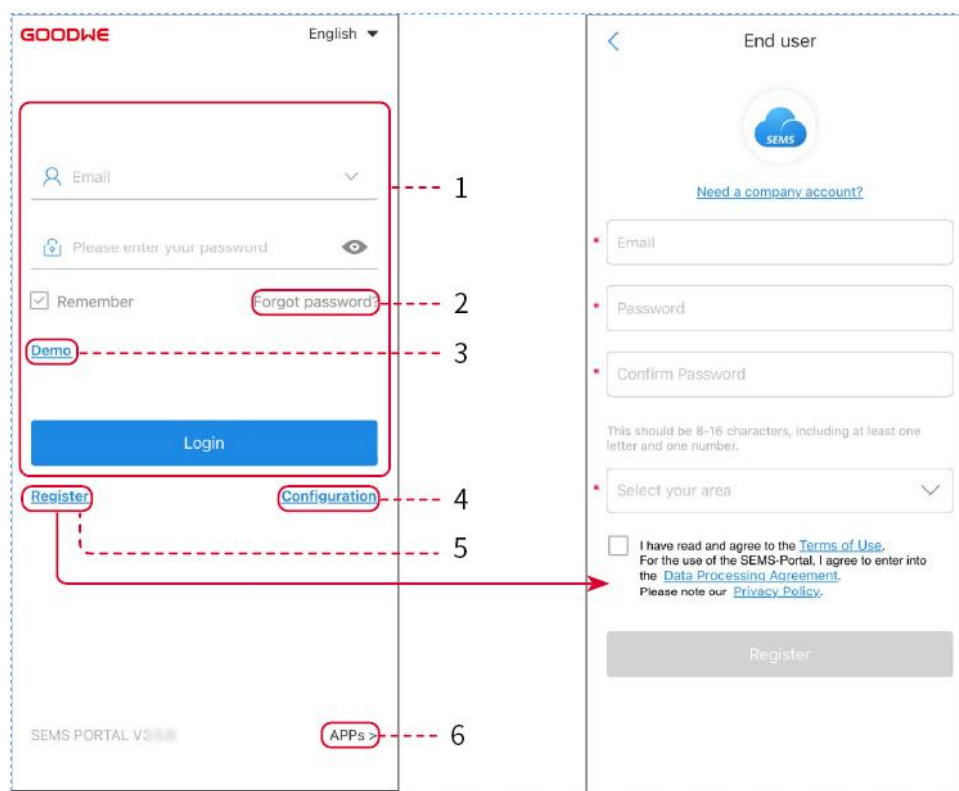 GOODWE
English
Email
1
Please enter your password
Remember
Forgot password?
2
Demo
3
Login
Register
Configuration
4
5
SEMS PORTAL
APPs >
6
End user
SEMS
Need a company account?
* Email
* Password
* Confirm Password
This should be 8-16 characters, including at least one
letter and one number.
* Select your area
I have read and agree to the Terms of Use.
For the use of the SEMS-Portal, I agree to enter into
the Data Processing Agreement.
Please note our Privacy Policy.
Register